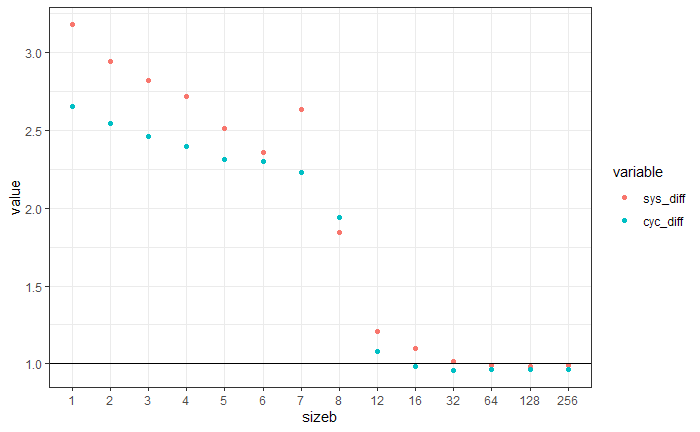 3.0
2.5
2.0
1.5
1.0
value
1 2 3 4 5 6 7 8 12 16 32 64 128 256
sizeb
variable
sys_diff
cyc_diff